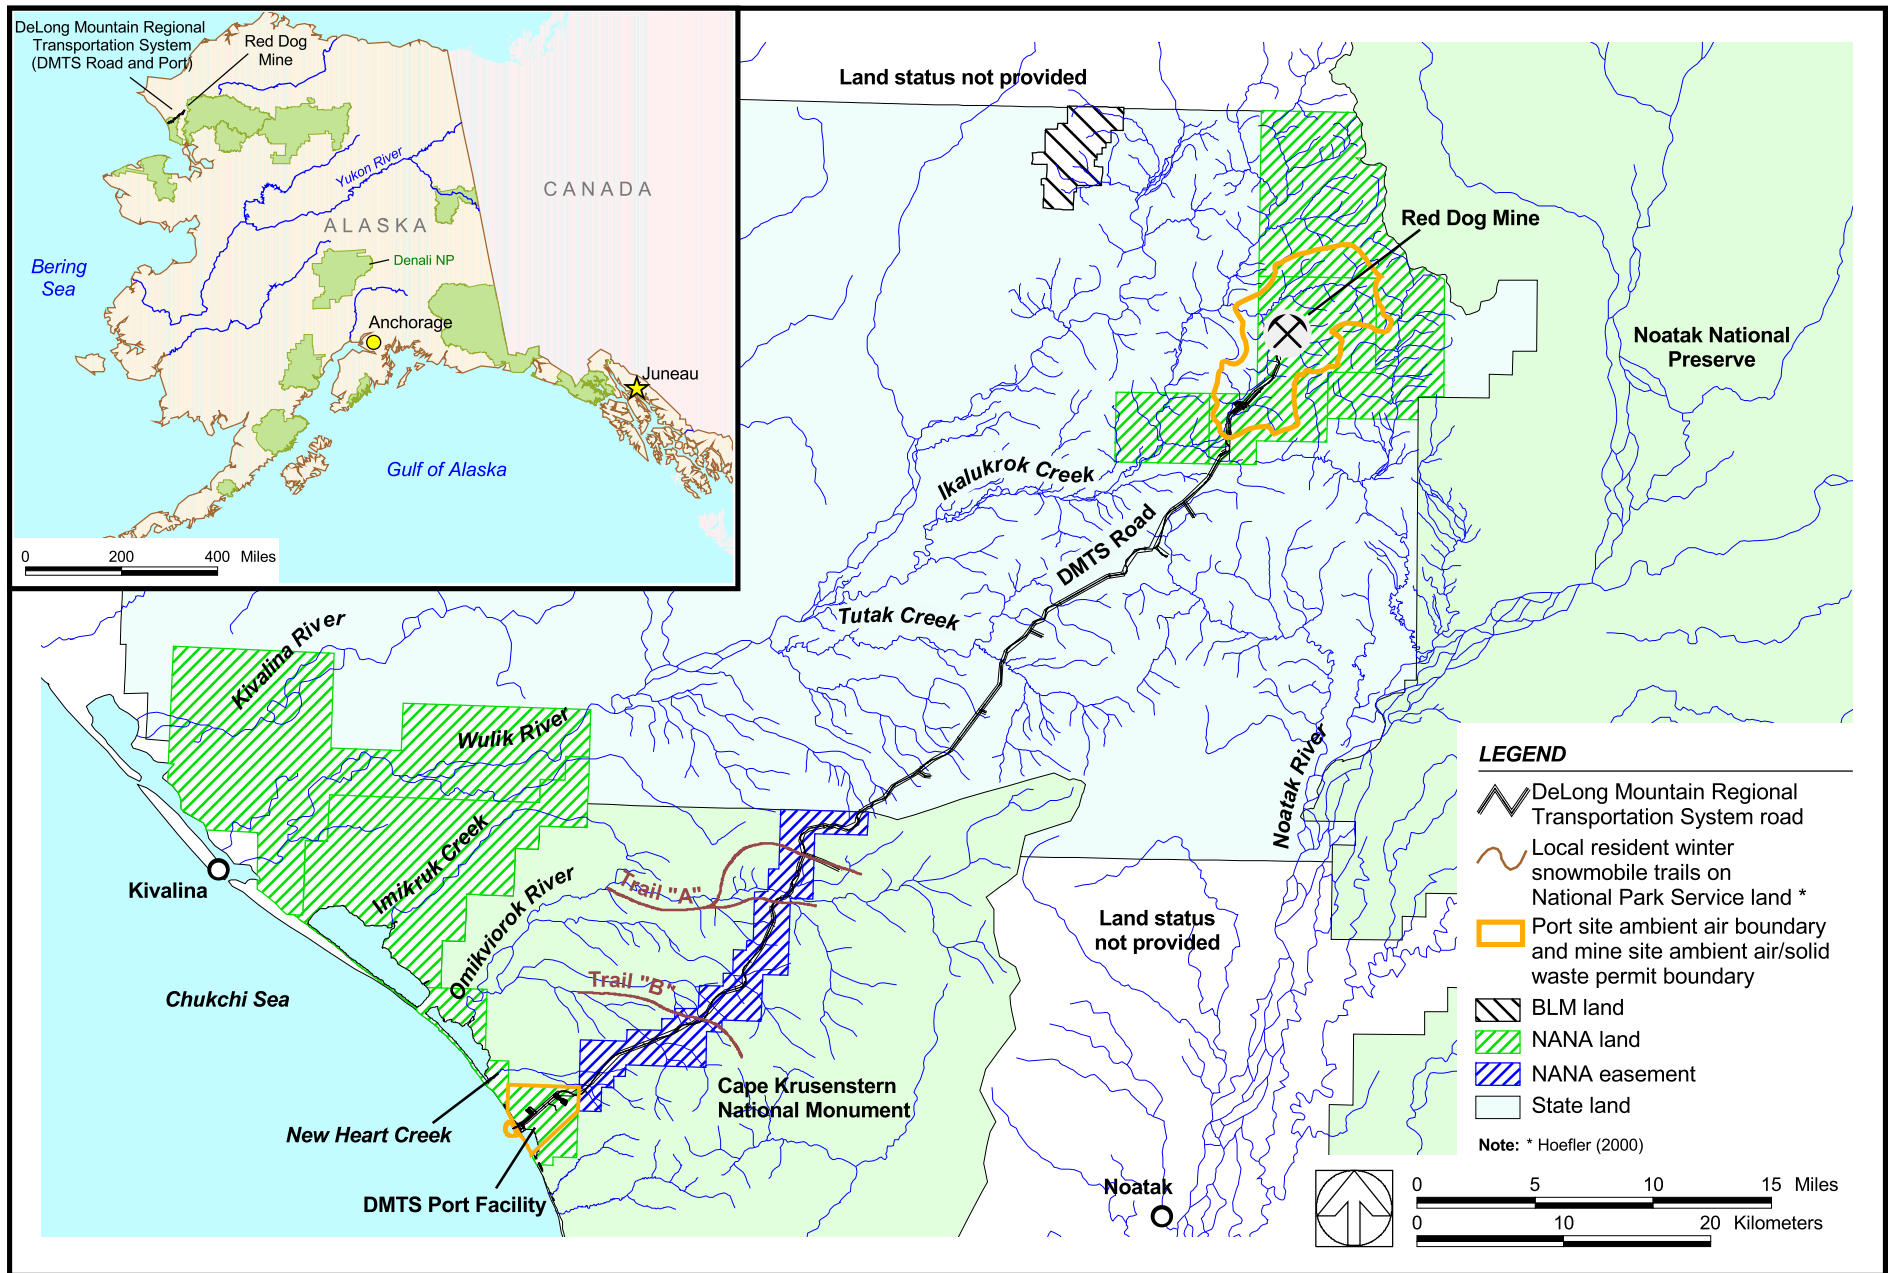 DeLong Mountain Regional
Transportation System
(DMTS Road and Port)
Red Dog
Mine
Yukon River
CANADA
ALASKA
Denali NP
Bering
Sea
Anchorage
Juneau
Gulf of Alaska
0 200 400 Miles
Land status not provided
Red Dog Mine
Noatak National
Preserve
Ikalukrok Creek
DMTS Road
Tutak Creek
Kivalina River
Wulik River
Noatak River
Imikruk Creek
Omikviorok River
Kivalina
Trail "A"
Trail "B"
Land status
not provided
Chukchi Sea
Cape Krusenstern
National Monument
New Heart Creek
DMTS Port Facility
Noatak
LEGEND
DeLong Mountain Regional
Transportation System road
Local resident winter
snowmobile trails on
National Park Service land *
Port site ambient air boundary
and mine site ambient air/solid
waste permit boundary
BLM land
NANA land
NANA easement
State land
Note: * Hoefler (2000)
0 5 10 15 Miles
0 10 20 Kilometers